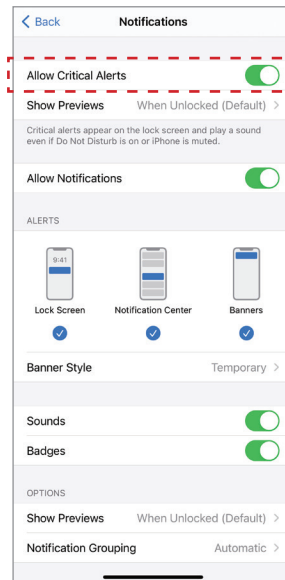 Back Notifications
Allow Critical Alerts
Show Previews When Unlocked (Default)
Critical alerts appear on the lock screen and play a sound
even if Do Not Disturb is on or iPhone is muted.
Allow Notifications
ALERTS
9:41
Lock Screen Notification Center Banners
Banner Style Temporary
Sounds
Badges
OPTIONS
Show Previews When Unlocked (Default)
Notification Grouping Automatic